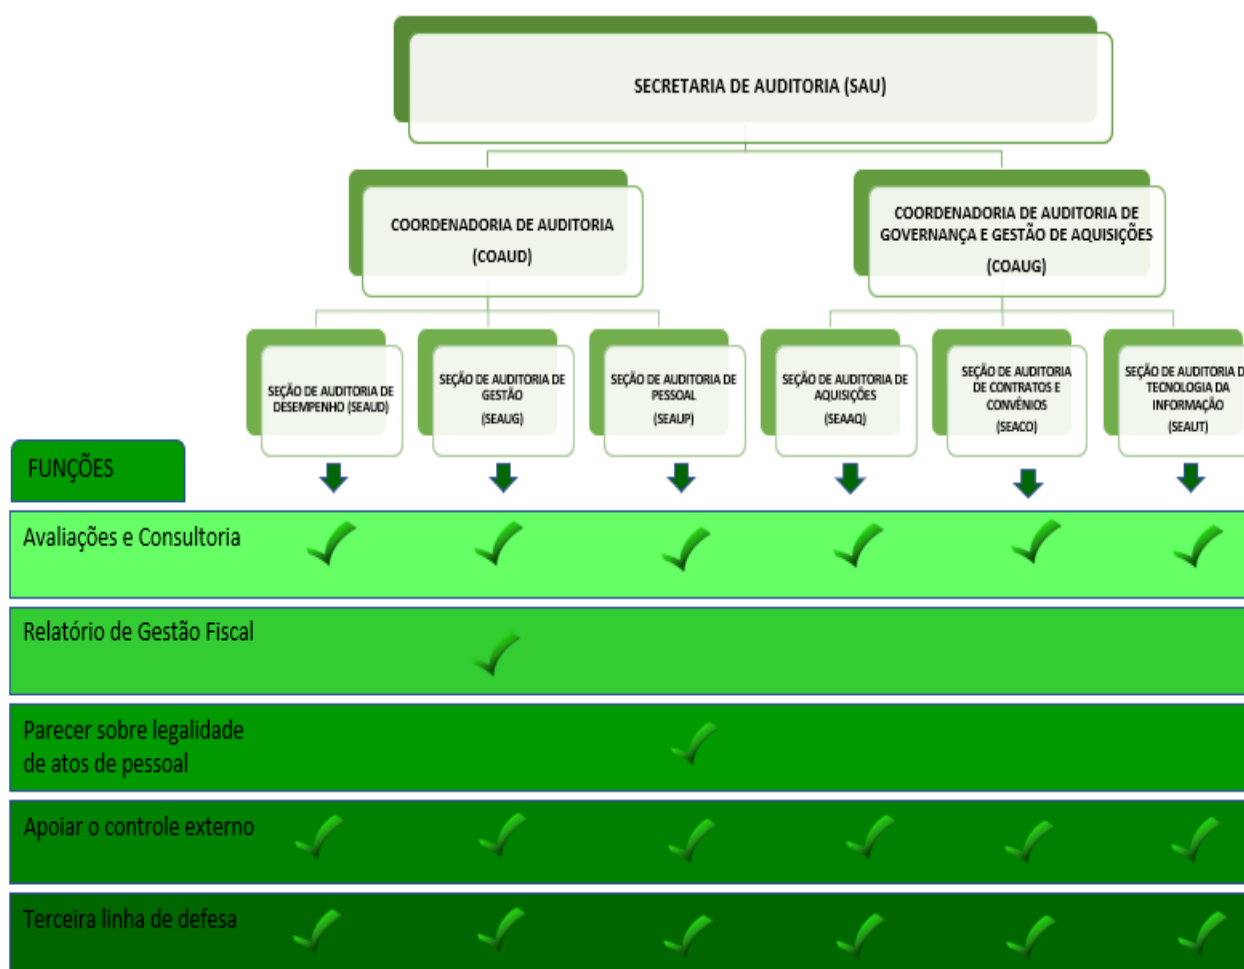 SECRETARIA DE AUDITORIA (SAU)
COORDENADORIA DE AUDITORIA
(COAUD)
COORDENADORIA DE AUDITORIA DE
GOVERNANÇA E GESTÃO DE AQUISIÇÕES
(COAUG)
SEÇÃO DE AUDITORIA DE
DESEMPENHO (SEAUD)
SEÇÃO DE AUDITORIA DE
GESTÃO
(SEAUG)
SEÇÃO DE AUDITORIA DE
PESSOAL
(SEAUP)
SEÇÃO DE AUDITORIA DE
AQUISIÇÕES
(SEAAQ)
SEÇÃO DE AUDITORIA
DE CONTRATOS E
CONVÊNIOS
(SEACO)
SEÇÃO DE AUDITORIA
TECNOLOGIA DA
INFORMAÇÃO
(SEAUT)
FUNÇÕES
Avaliações e Consultoria
Relatório de Gestão Fiscal
Parecer sobre legalidade
de atos de pessoal
Apoiar o controle externo
Terceira linha de defesa